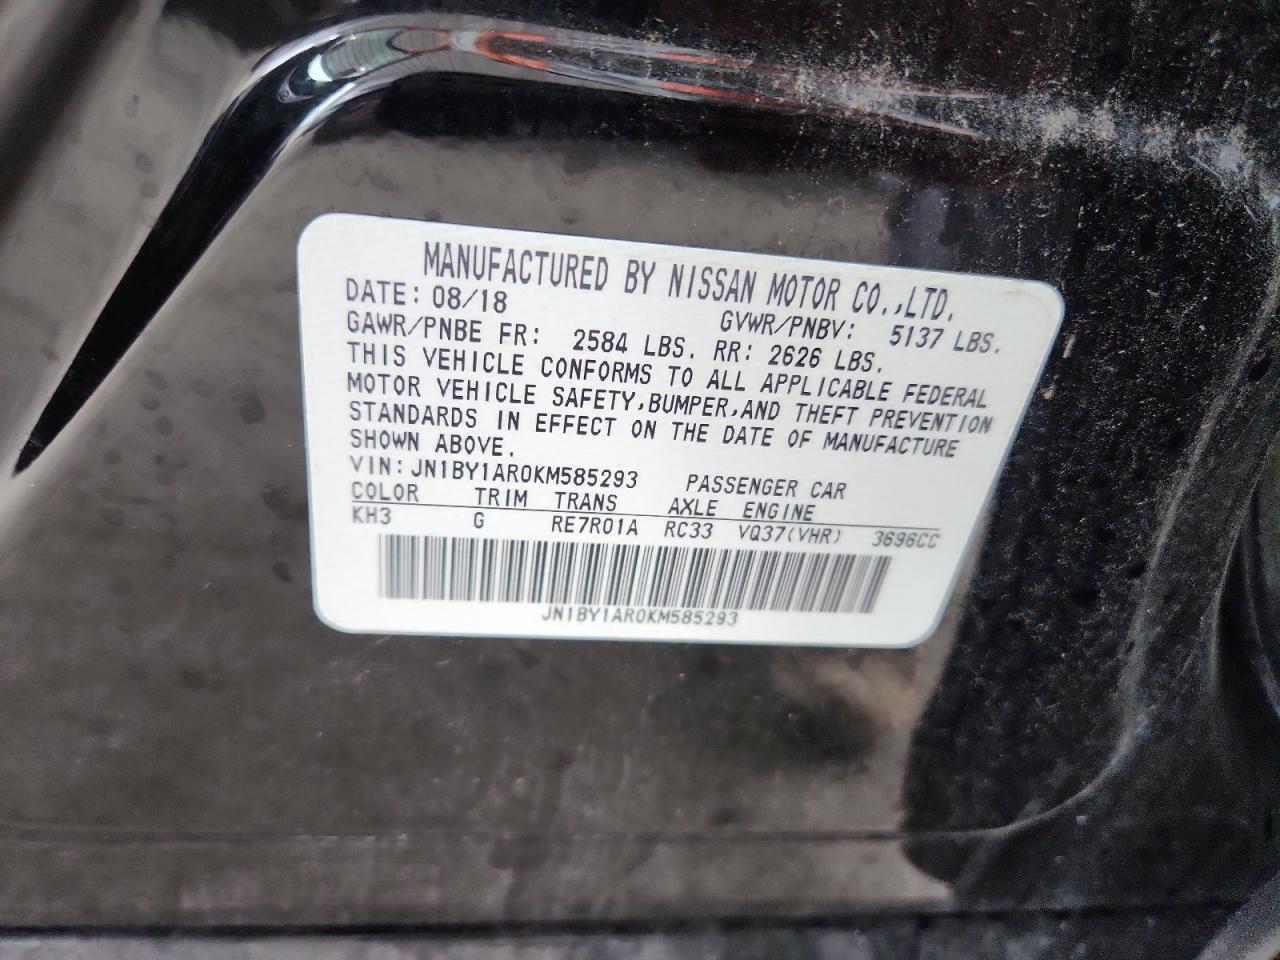 MANUFACTURED BY NISSAN MOTOR CO.,LTD.
DATE: 08/18 GVWR/PNBV: 5137 LBS.
GAWR/PNBE FR: 2584 LBS. RR: 2626 LBS.
THIS VEHICLE CONFORMS TO ALL APPLICABLE FEDERAL
MOTOR VEHICLE SAFETY,BUMPER,AND THEFT PREVENTION
STANDARDS IN EFFECT ON THE DATE OF MANUFACTURE
SHOWN ABOVE.
VIN: JN1BY1AR0KM585293 PASSENGER CAR
COLOR TRIM TRANS AXLE ENGINE
KH3 G RE7R01A RC33 VQ37(VHR) 3696CC
JN1BY1AR0KM585293